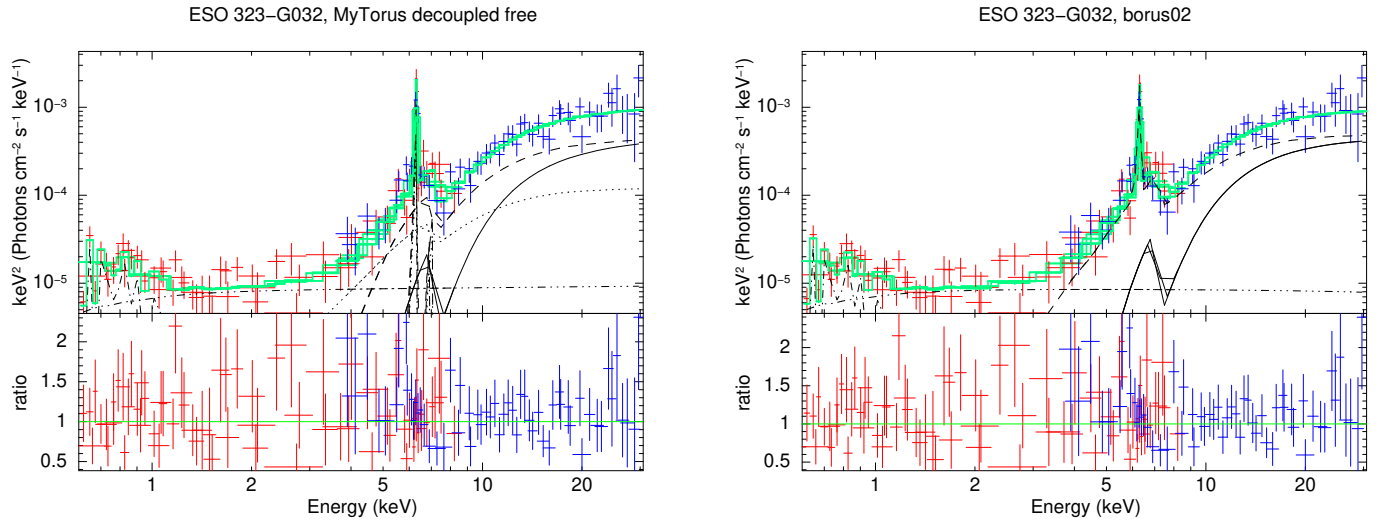 ESO 323−G032, MyTorus decoupled free
keV² (Photons cm⁻² s⁻¹ keV⁻¹)
10⁻³
10⁻⁴
10⁻⁵
ratio
2
1.5
1
0.5
1 2 5 10 20
Energy (keV)
ESO 323−G032, borus02
keV² (Photons cm⁻² s⁻¹ keV⁻¹)
10⁻³
10⁻⁴
10⁻⁵
ratio
2
1.5
1
0.5
1 2 5 10 20
Energy (keV)